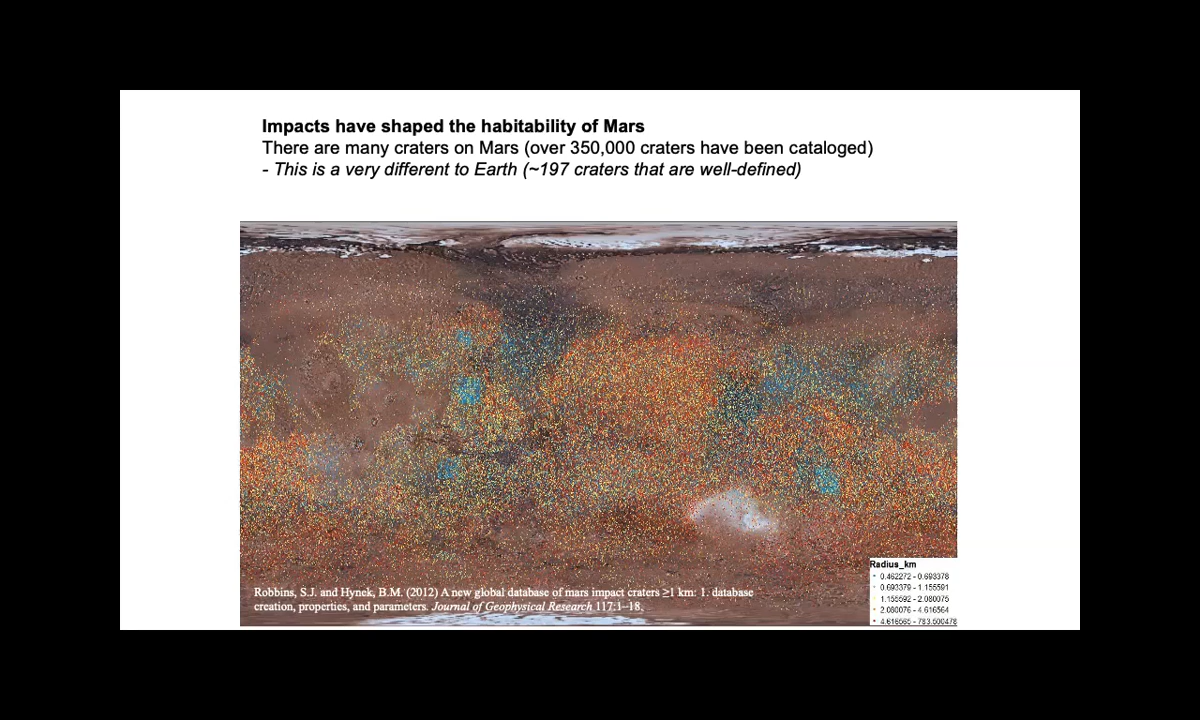 Impacts have shaped the habitability of Mars
There are many craters on Mars (over 350,000 craters have been cataloged)
- This is a very different to Earth (~197 craters that are well-defined)
Robbins, S.J. and Hynek, B.M. (2012) A new global database of mars impact craters ≥1 km: 1. database
creation, properties, and parameters. Journal of Geophysical Research 117:1–18.
Radius_km
0.462272 - 0.693378
0.693379 - 1.155591
1.155592 - 2.080075
2.080076 - 4.616564
4.616565 - 783.500478